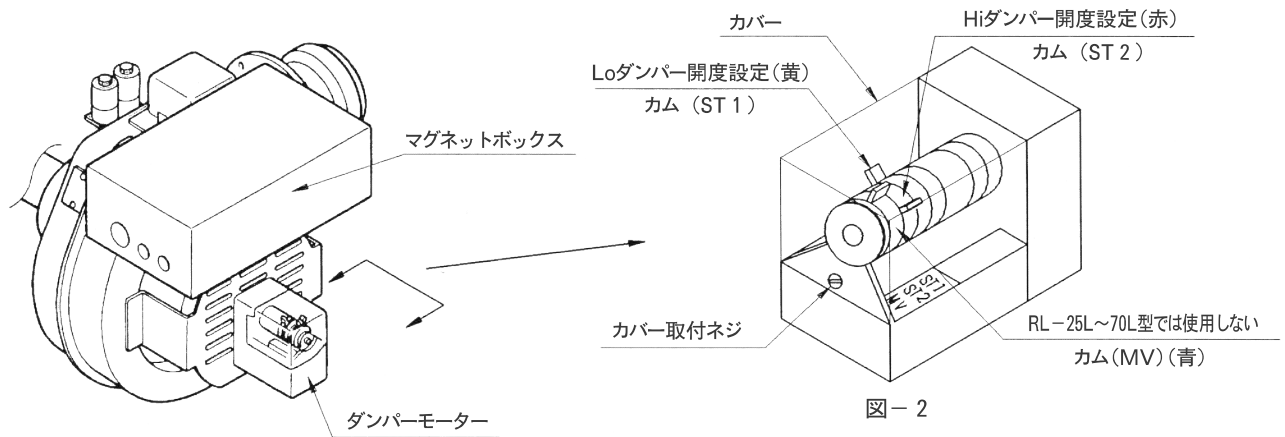 カバー
Hiダンパー開度設定(赤)
カム (ST 2)
Loダンパー開度設定(黄)
カム (ST 1)
マグネットボックス
ST1
ST2
S
MV
カバー取付ネジ
RL-25L~70L型では使用しない
カム(MV)(青)
ダンパーモーター
図-2